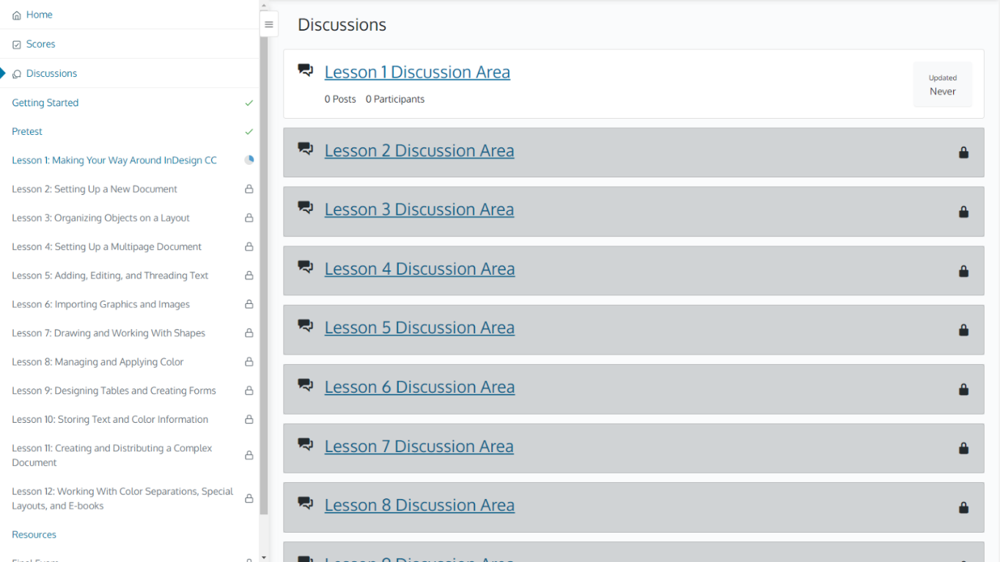 Home
Scores
Discussions
Getting Started
Pretest
Lesson 1: Making Your Way Around InDesign CC
Lesson 2: Setting Up a New Document
Lesson 3: Organizing Objects on a Layout
Lesson 4: Setting Up a Multipage Document
Lesson 5: Adding, Editing, and Threading Text
Lesson 6: Importing Graphics and Images
Lesson 7: Drawing and Working With Shapes
Lesson 8: Managing and Applying Color
Lesson 9: Designing Tables and Creating Forms
Lesson 10: Storing Text and Color Information
Lesson 11: Creating and Distributing a Complex
Document
Lesson 12: Working With Color Separations, Special
Layouts, and E-books
Resources
Final Exam
Discussions
Lesson 1 Discussion Area
0 Posts 0 Participants
Updated
Never
Lesson 2 Discussion Area
Lesson 3 Discussion Area
Lesson 4 Discussion Area
Lesson 5 Discussion Area
Lesson 6 Discussion Area
Lesson 7 Discussion Area
Lesson 8 Discussion Area
Lesson 9 Discussion Area